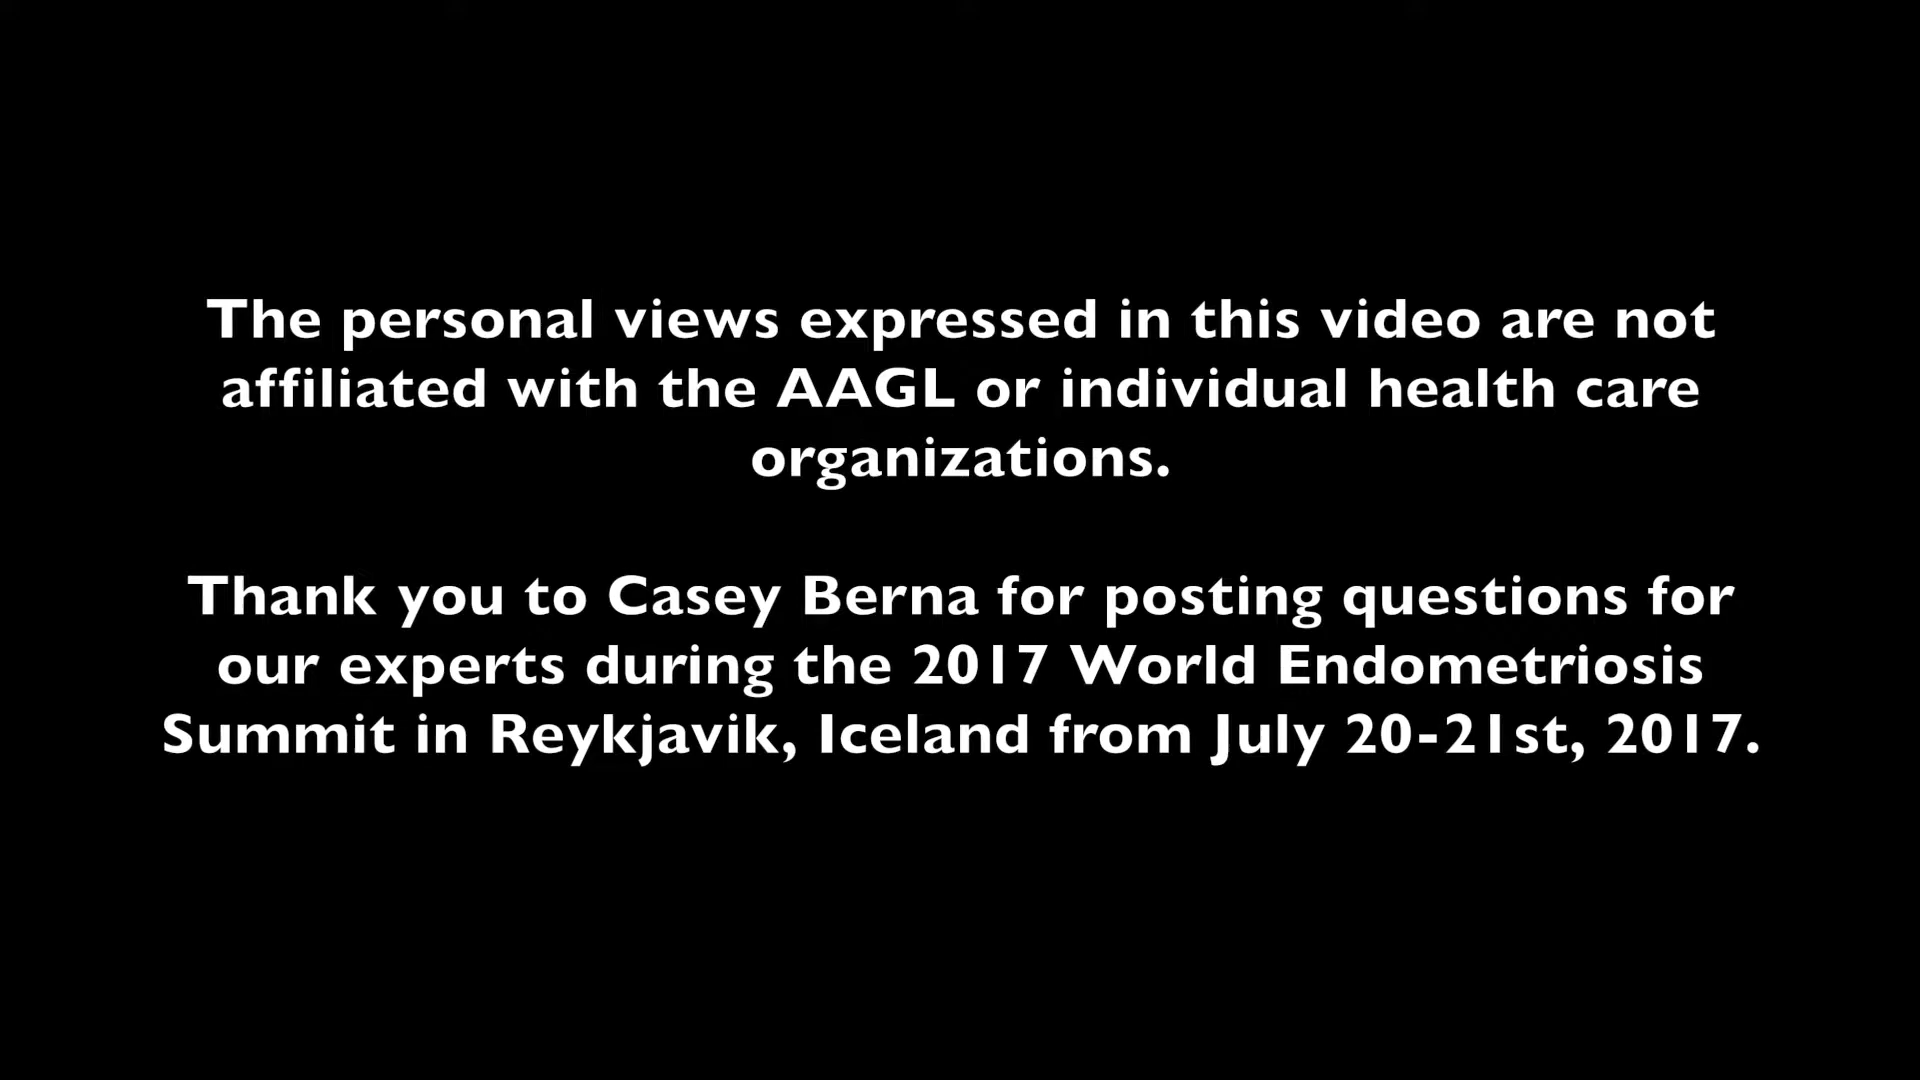 The personal views expressed in this video are not
affiliated with the AAGL or individual health care
organizations.
Thank you to Casey Berna for posting questions for
our experts during the 2017 World Endometriosis
Summit in Reykjavik, Iceland from July 20-21st, 2017.